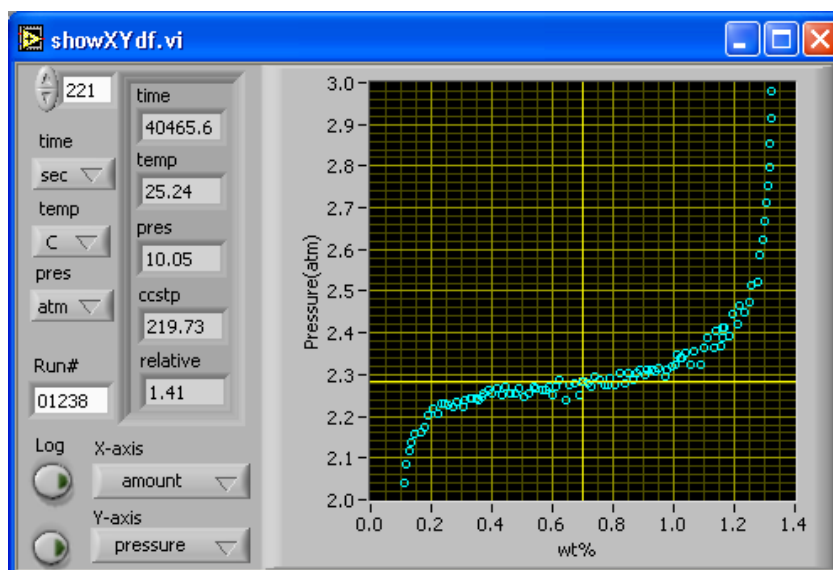 showXYdf.vi
221
time
sec
temp
C
pres
atm
Run#
01238
Log
time
40465.6
temp
25.24
pres
10.05
ccstp
219.73
relative
1.41
X-axis
amount
Y-axis
pressure
Pressure(atm)
3.0
2.9
2.8
2.7
2.6
2.5
2.4
2.3
2.2
2.1
2.0
0.0 0.2 0.4 0.6 0.8 1.0 1.2 1.4
wt%